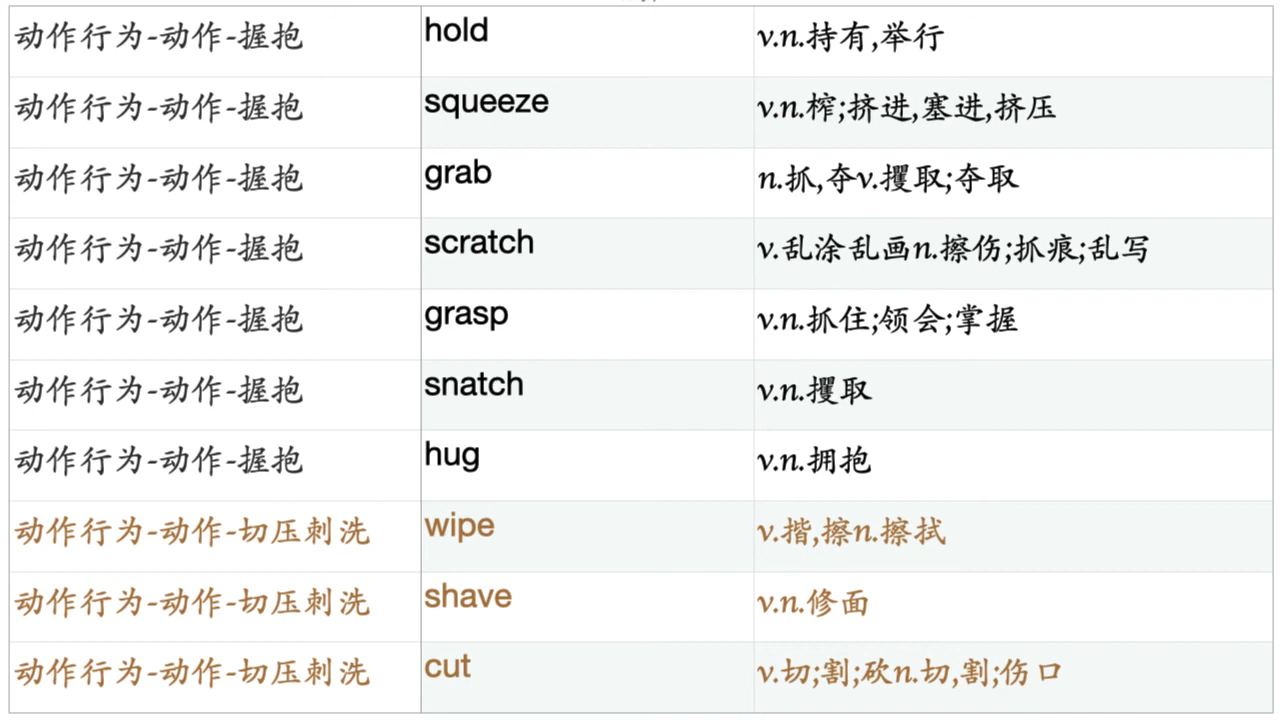 动作行为-动作-握抱 hold v.n.持有,举行
动作行为-动作-握抱 squeeze v.n.榨;挤进,塞进,挤压
动作行为-动作-握抱 grab n.抓,夺v.攫取;夺取
动作行为-动作-握抱 scratch v.乱涂乱画n.擦伤;抓痕;乱写
动作行为-动作-握抱 grasp v.n.抓住;领会;掌握
动作行为-动作-握抱 snatch v.n.攫取
动作行为-动作-握抱 hug v.n.拥抱
动作行为-动作-切压刺洗 wipe v.揩,擦n.擦拭
动作行为-动作-切压刺洗 shave v.n.修面
动作行为-动作-切压刺洗 cut v.切;割;砍n.切,割;伤口